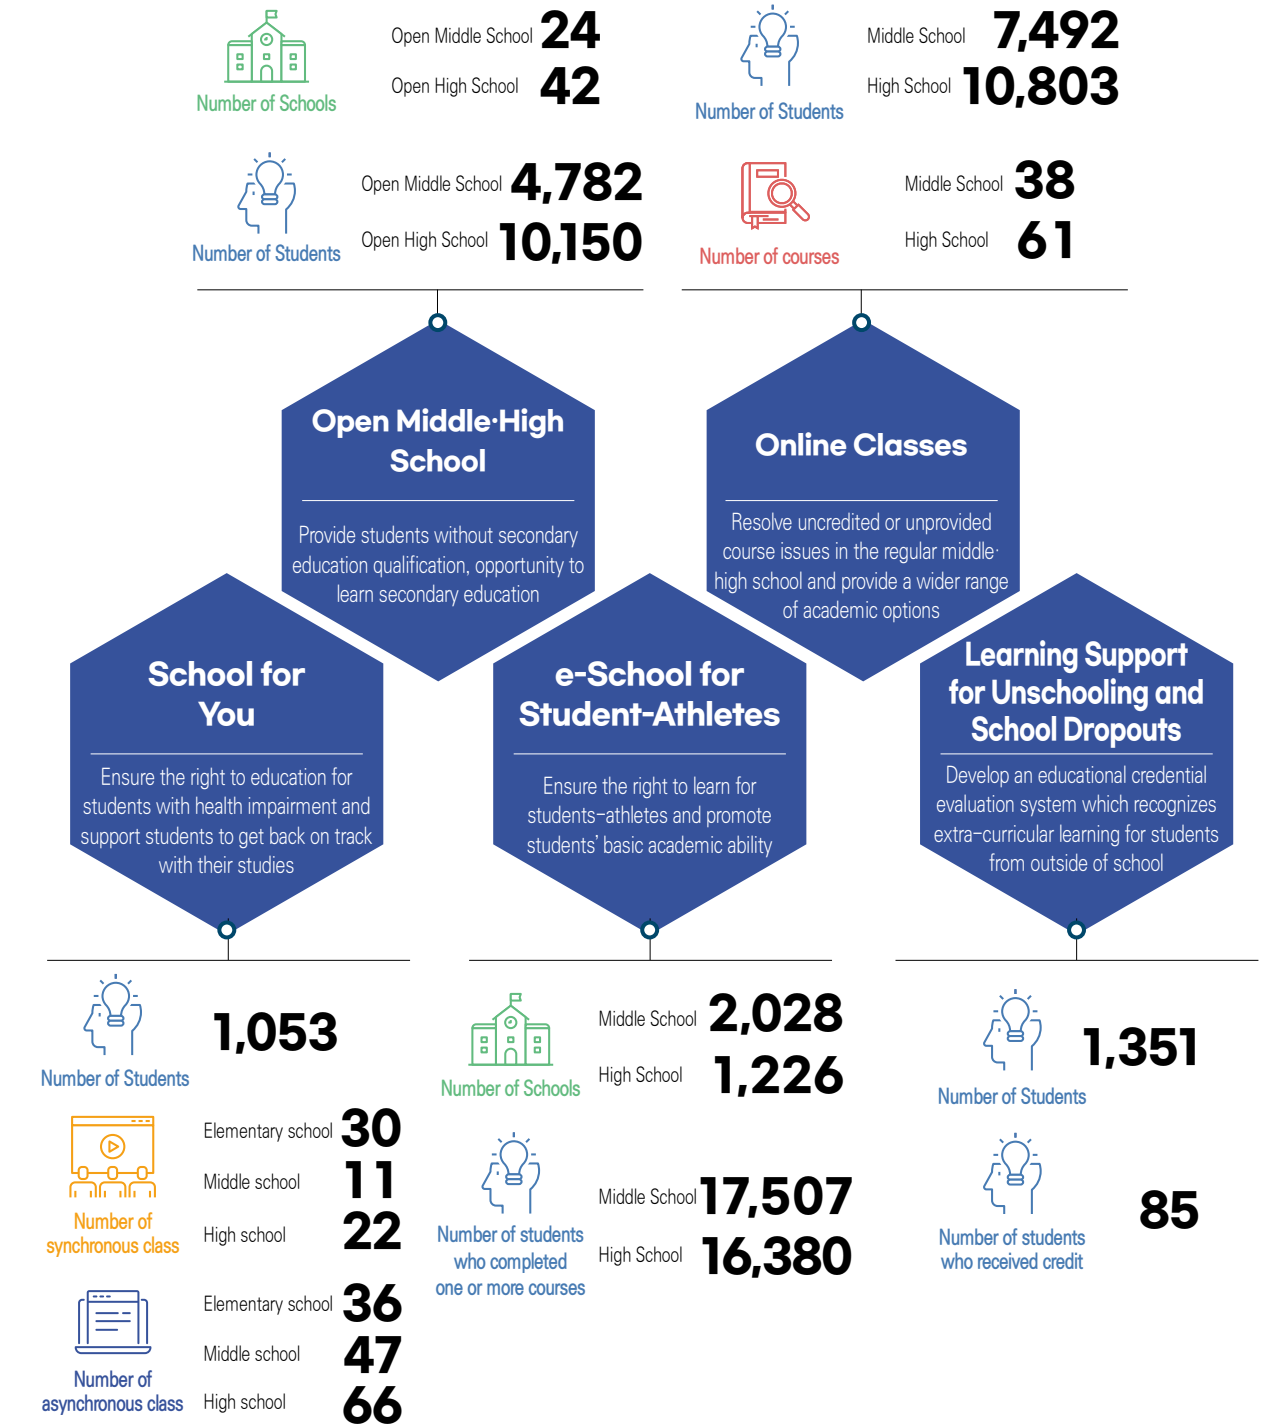 Number of Schools
Open Middle School 24
Open High School 42
Number of Students
Open Middle School 4,782
Open High School 10,150
Number of Students
Middle School 7,492
High School 10,803
Number of courses
Middle School 38
High School 61
Open Middle·High
School
Provide students without secondary
education qualification, opportunity to
learn secondary education
Online Classes
Resolve uncredited or unprovided
course issues in the regular middle·
high school and provide a wider range
of academic options
School for
You
Ensure the right to education for
students with health impairment and
support students to get back on track
with their studies
e-School for
Student-Athletes
Ensure the right to learn for
students-athletes and promote
students' basic academic ability
Learning Support
for Unschooling and
School Dropouts
Develop an educational credential
evaluation system which recognizes
extra-curricular learning for students
from outside of school
Number of Students
1,053
Number of
synchronous class
Elementary school 30
Middle school 11
High school 22
Number of
asynchronous class
Elementary school 36
Middle school 47
High school 66
Number of Schools
Middle School 2,028
High School 1,226
Number of students
who completed
one or more courses
Middle School 17,507
High School 16,380
Number of Students
1,351
Number of students
who received credit
85